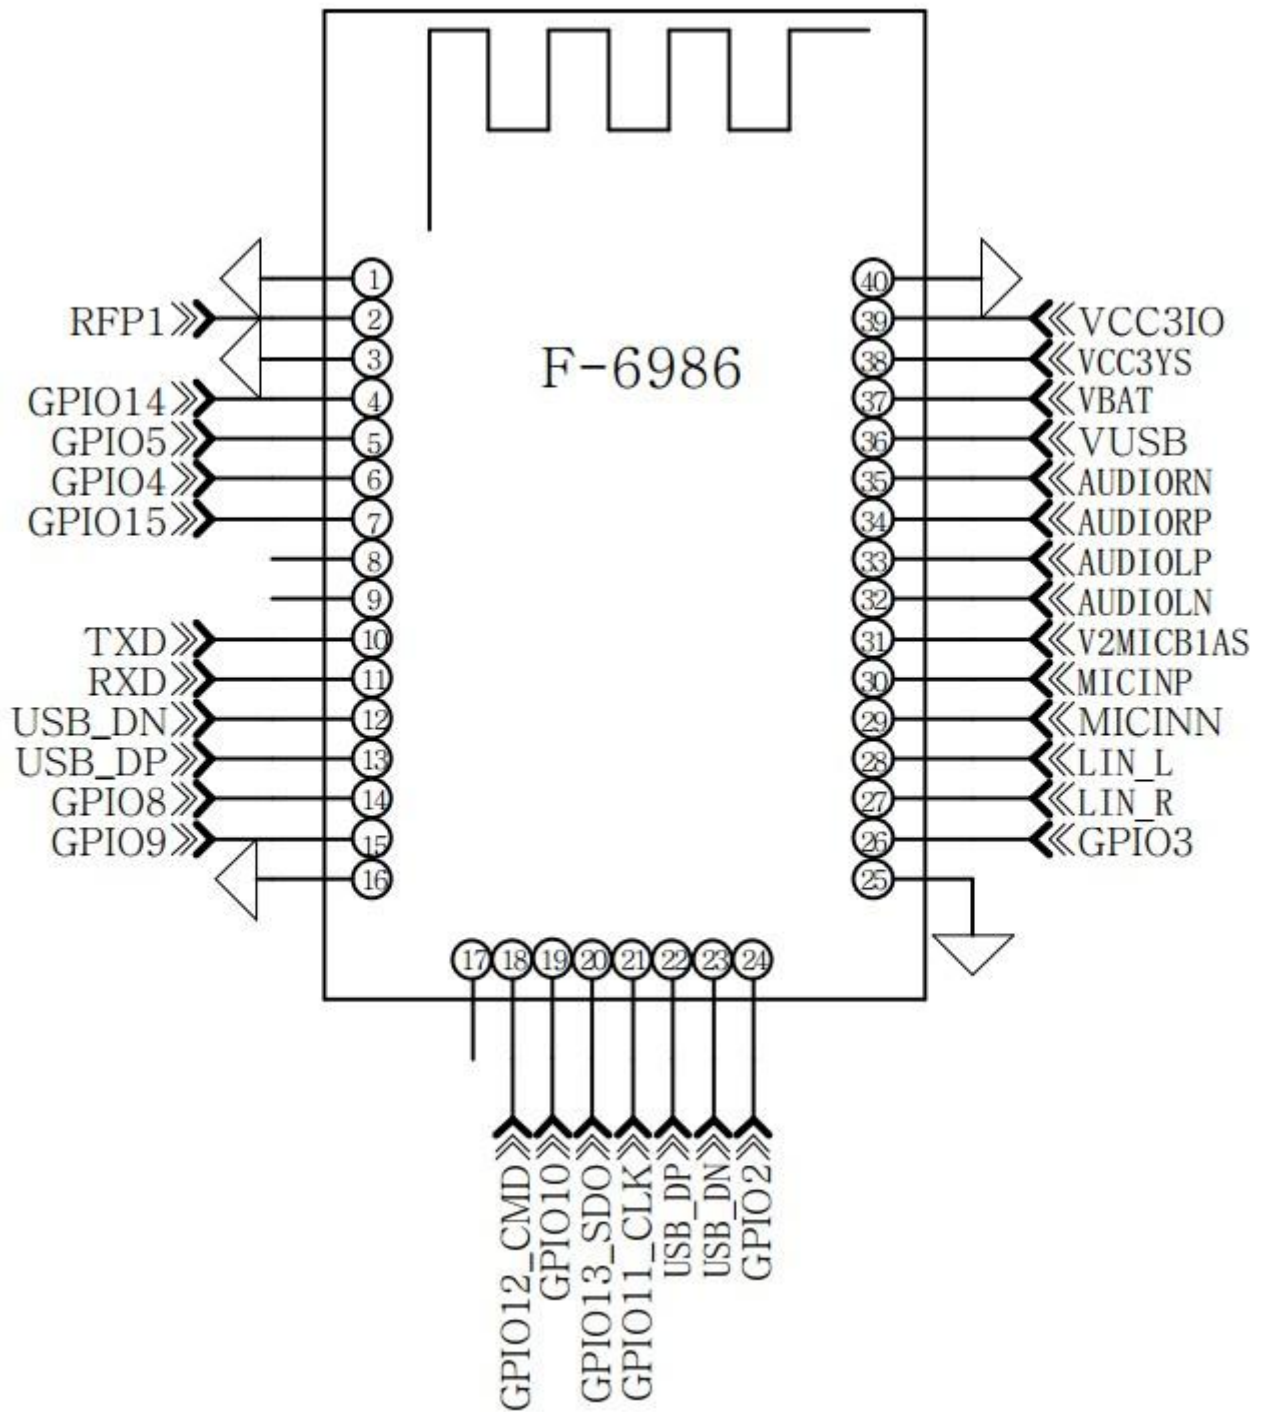 F-6986
1
RFP1 2
3
GPIO14 4
GPIO5 5
GPIO4 6
GPIO15 7
8
9
TXD 10
RXD 11
USB_DN 12
USB_DP 13
GPIO8 14
GPIO9 15
16
40
39 VCC3IO
38 VCC3YS
37 VBAT
36 VUSB
35 AUDIORN
34 AUDIORP
33 AUDIOLP
32 AUDIOLN
31 V2MICB1AS
30 MICINP
29 MICINN
28 LIN_L
27 LIN_R
26 GPIO3
25
17 18 19 20 21 22 23 24
GPIO12_CMD
GPIO10
GPIO13_SDO
GPIO11_CLK
USB_DP
USB_DN
GPIO2